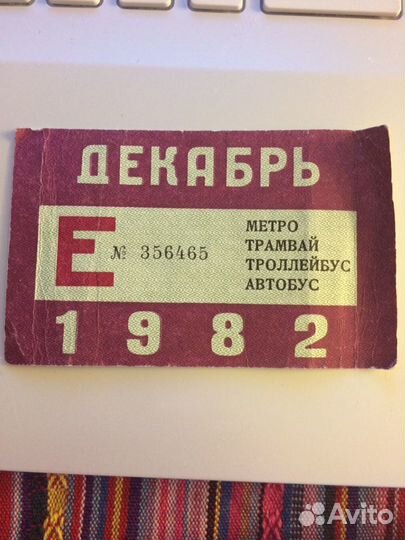 ДЕКАБРЬ
Е
№ 356465
МЕТРО
ТРАМВАЙ
ТРОЛЛЕЙБУС
АВТОБУС
1982
Avito